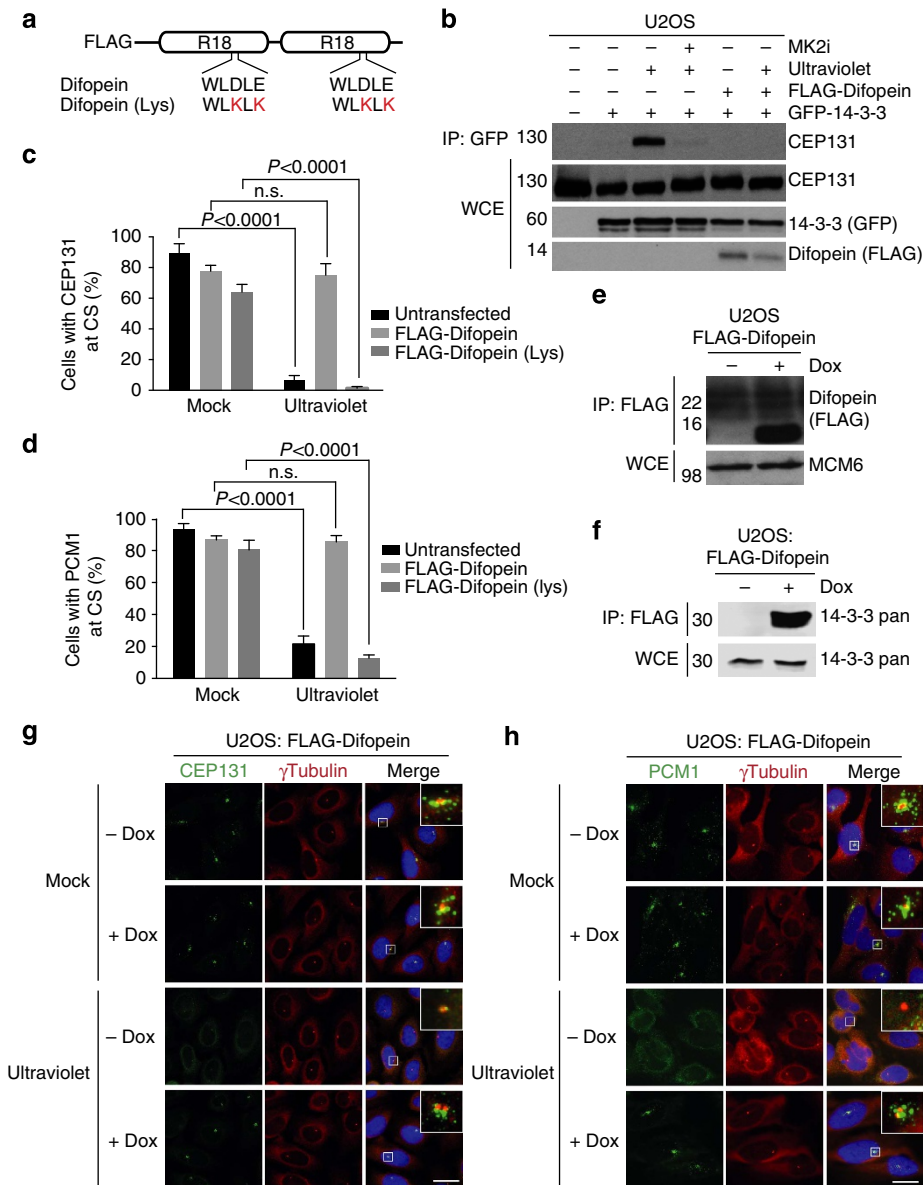 a
FLAG R18 R18
Difopein WLDLE WLDLE
Difopein (Lys) WLKLK WLKLK
b
U2OS
– – – + – – MK2i
– – + + – + Ultraviolet
– – – – + + FLAG-Difopein
– + + + + + GFP-14-3-3
IP: GFP 130 CEP131
WCE
130 CEP131
60 14-3-3 (GFP)
14 Difopein (FLAG)
c
P<0.0001
n.s.
P<0.0001
Cells with CEP131 at CS (%)
100
80
60
40
20
0
Mock Ultraviolet
Untransfected
FLAG-Difopein
FLAG-Difopein (Lys)
d
P<0.0001
n.s.
P<0.0001
Cells with PCM1 at CS (%)
100
80
60
40
20
0
Mock Ultraviolet
Untransfected
FLAG-Difopein
FLAG-Difopein (lys)
e
U2OS
FLAG-Difopein
– + Dox
IP: FLAG 22 16 Difopein (FLAG)
WCE 98 MCM6
f
U2OS:
FLAG-Difopein
– + Dox
IP: FLAG 30 14-3-3 pan
WCE 30 14-3-3 pan
g
U2OS: FLAG-Difopein
CEP131 γTubulin Merge
Mock
– Dox
+ Dox
Ultraviolet
– Dox
+ Dox
h
U2OS: FLAG-Difopein
PCM1 γTubulin Merge
Mock
– Dox
+ Dox
Ultraviolet
– Dox
+ Dox